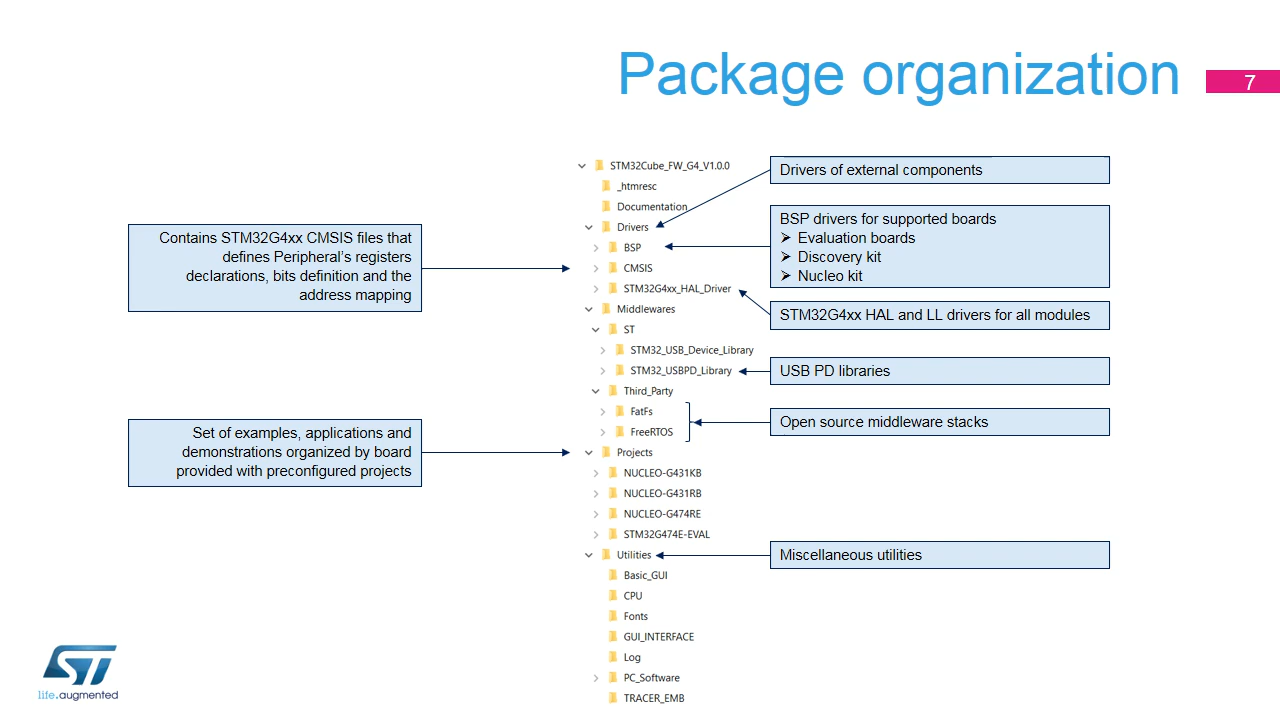 Package organization
7
Contains STM32G4xx CMSIS files that
defines Peripheral's registers
declarations, bits definition and the
address mapping
Set of examples, applications and
demonstrations organized by board
provided with preconfigured projects
STM32Cube_FW_G4_V1.0.0
_htmresc
Documentation
Drivers
BSP
CMSIS
STM32G4xx_HAL_Driver
Middlewares
ST
STM32_USB_Device_Library
STM32_USBPD_Library
Third_Party
FatFs
FreeRTOS
Projects
NUCLEO-G431KB
NUCLEO-G431RB
NUCLEO-G474RE
STM32G474E-EVAL
Utilities
Basic_GUI
CPU
Fonts
GUI_INTERFACE
Log
PC_Software
TRACER_EMB
Drivers of external components
BSP drivers for supported boards
➢ Evaluation boards
➢ Discovery kit
➢ Nucleo kit
STM32G4xx HAL and LL drivers for all modules
USB PD libraries
Open source middleware stacks
Miscellaneous utilities
ST
life.augmented